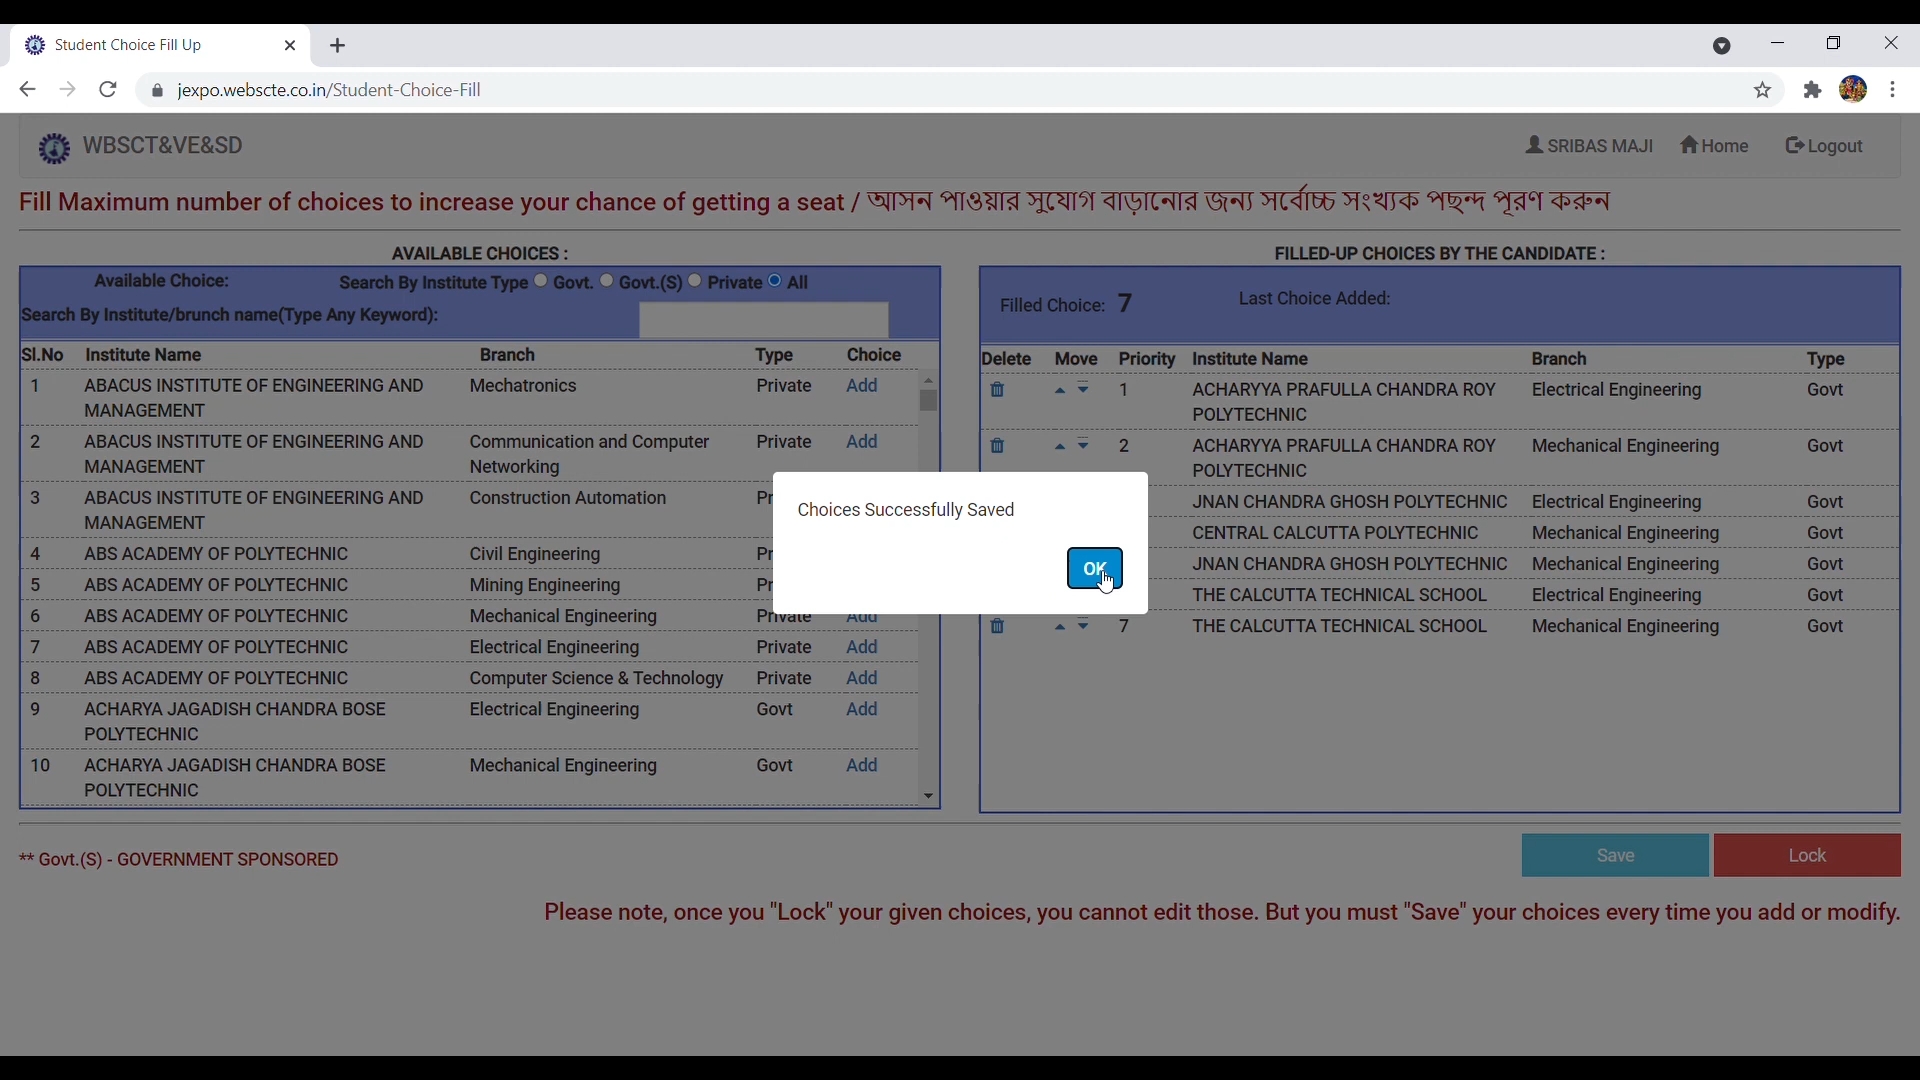 Student Choice Fill Up
jexpo.webscte.co.in/Student-Choice-Fill
WBSCT&VE&SD
SRIBAS MAJI Home Logout
Fill Maximum number of choices to increase your chance of getting a seat / আসন পাওয়ার সুযোগ বাড়ানোর জন্য সর্বোচ্চ সংখ্যক পছন্দ পূরণ করুন
AVAILABLE CHOICES :
Available Choice: Search By Institute Type Govt. Govt.(S) Private All
Search By Institute/brunch name(Type Any Keyword):
Sl.No Institute Name Branch Type Choice
1 ABACUS INSTITUTE OF ENGINEERING AND Mechatronics Private Add
MANAGEMENT
2 ABACUS INSTITUTE OF ENGINEERING AND Communication and Computer Private Add
MANAGEMENT Networking
3 ABACUS INSTITUTE OF ENGINEERING AND Construction Automation Pr
MANAGEMENT
4 ABS ACADEMY OF POLYTECHNIC Civil Engineering Pr
5 ABS ACADEMY OF POLYTECHNIC Mining Engineering Pr
6 ABS ACADEMY OF POLYTECHNIC Mechanical Engineering Private Add
7 ABS ACADEMY OF POLYTECHNIC Electrical Engineering Private Add
8 ABS ACADEMY OF POLYTECHNIC Computer Science & Technology Private Add
9 ACHARYA JAGADISH CHANDRA BOSE Electrical Engineering Govt Add
POLYTECHNIC
10 ACHARYA JAGADISH CHANDRA BOSE Mechanical Engineering Govt Add
POLYTECHNIC
FILLED-UP CHOICES BY THE CANDIDATE :
Filled Choice: 7 Last Choice Added:
Delete Move Priority Institute Name Branch Type
1 ACHARYYA PRAFULLA CHANDRA ROY Electrical Engineering Govt
POLYTECHNIC
2 ACHARYYA PRAFULLA CHANDRA ROY Mechanical Engineering Govt
POLYTECHNIC
JNAN CHANDRA GHOSH POLYTECHNIC Electrical Engineering Govt
CENTRAL CALCUTTA POLYTECHNIC Mechanical Engineering Govt
JNAN CHANDRA GHOSH POLYTECHNIC Mechanical Engineering Govt
THE CALCUTTA TECHNICAL SCHOOL Electrical Engineering Govt
7 THE CALCUTTA TECHNICAL SCHOOL Mechanical Engineering Govt
Choices Successfully Saved
OK
** Govt.(S) - GOVERNMENT SPONSORED
Save Lock
Please note, once you "Lock" your given choices, you cannot edit those. But you must "Save" your choices every time you add or modify.